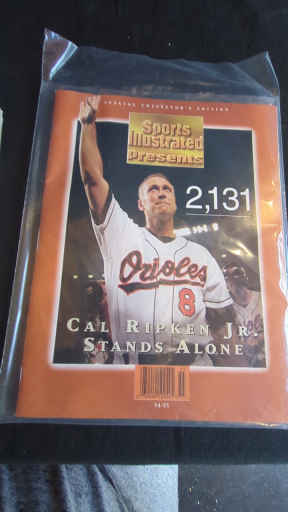 SPECIAL COLLECTOR'S EDITION
Sports
Illustrated
Presents
2,131
Orioles
8
CAL RIPKEN JR.
STANDS ALONE